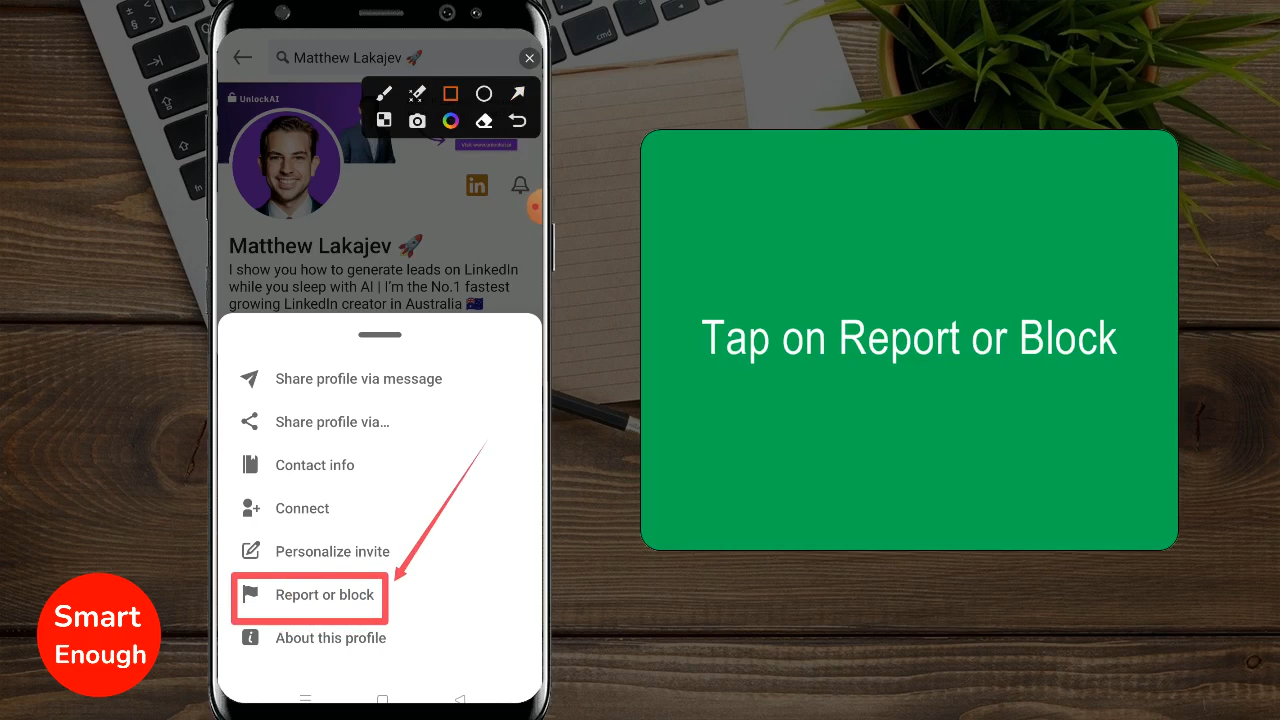 Matthew Lakajev 🚀
UnlockAI
in
Matthew Lakajev 🚀
I show you how to generate leads on LinkedIn
while you sleep with AI | I'm the No.1 fastest
growing LinkedIn creator in Australia 🇦🇺
Share profile via message
Share profile via...
Contact info
Connect
Personalize invite
Report or block
About this profile
Tap on Report or Block
Smart
Enough
fn